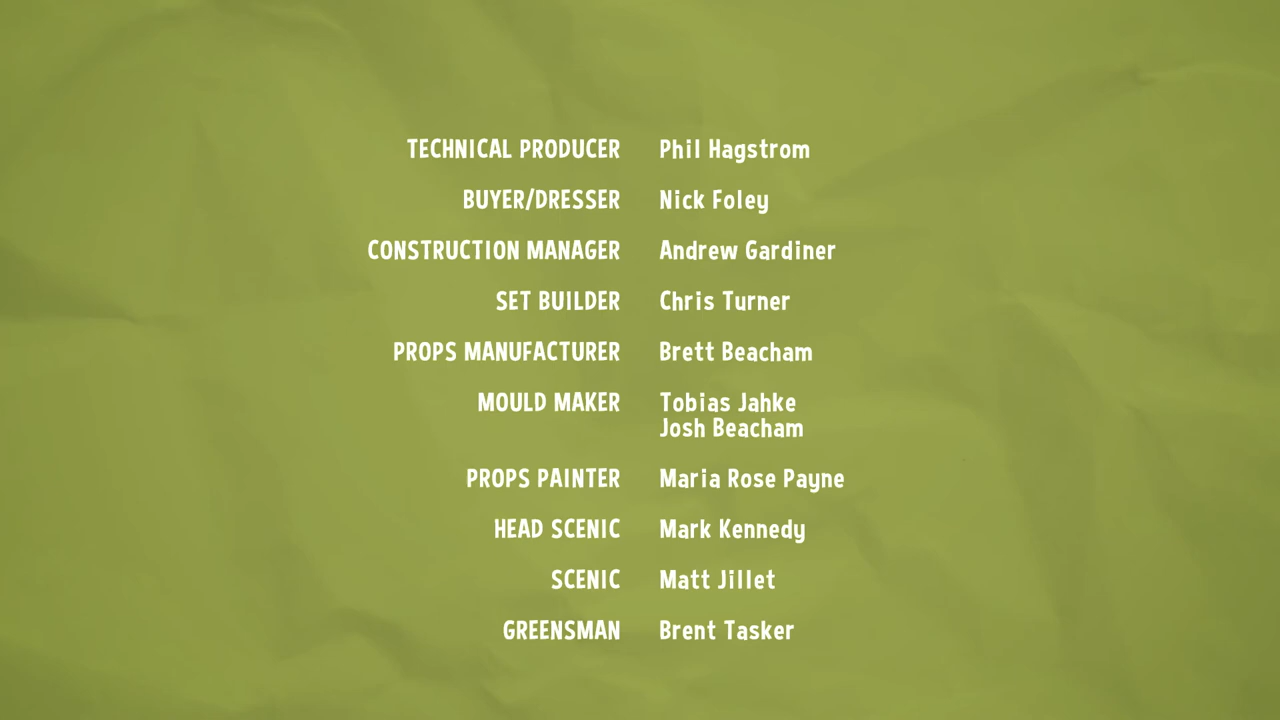 TECHNICAL PRODUCER Phil Hagstrom
BUYER/DRESSER Nick Foley
CONSTRUCTION MANAGER Andrew Gardiner
SET BUILDER Chris Turner
PROPS MANUFACTURER Brett Beacham
MOULD MAKER Tobias Jahke
Josh Beacham
PROPS PAINTER Maria Rose Payne
HEAD SCENIC Mark Kennedy
SCENIC Matt Jillet
GREENSMAN Brent Tasker